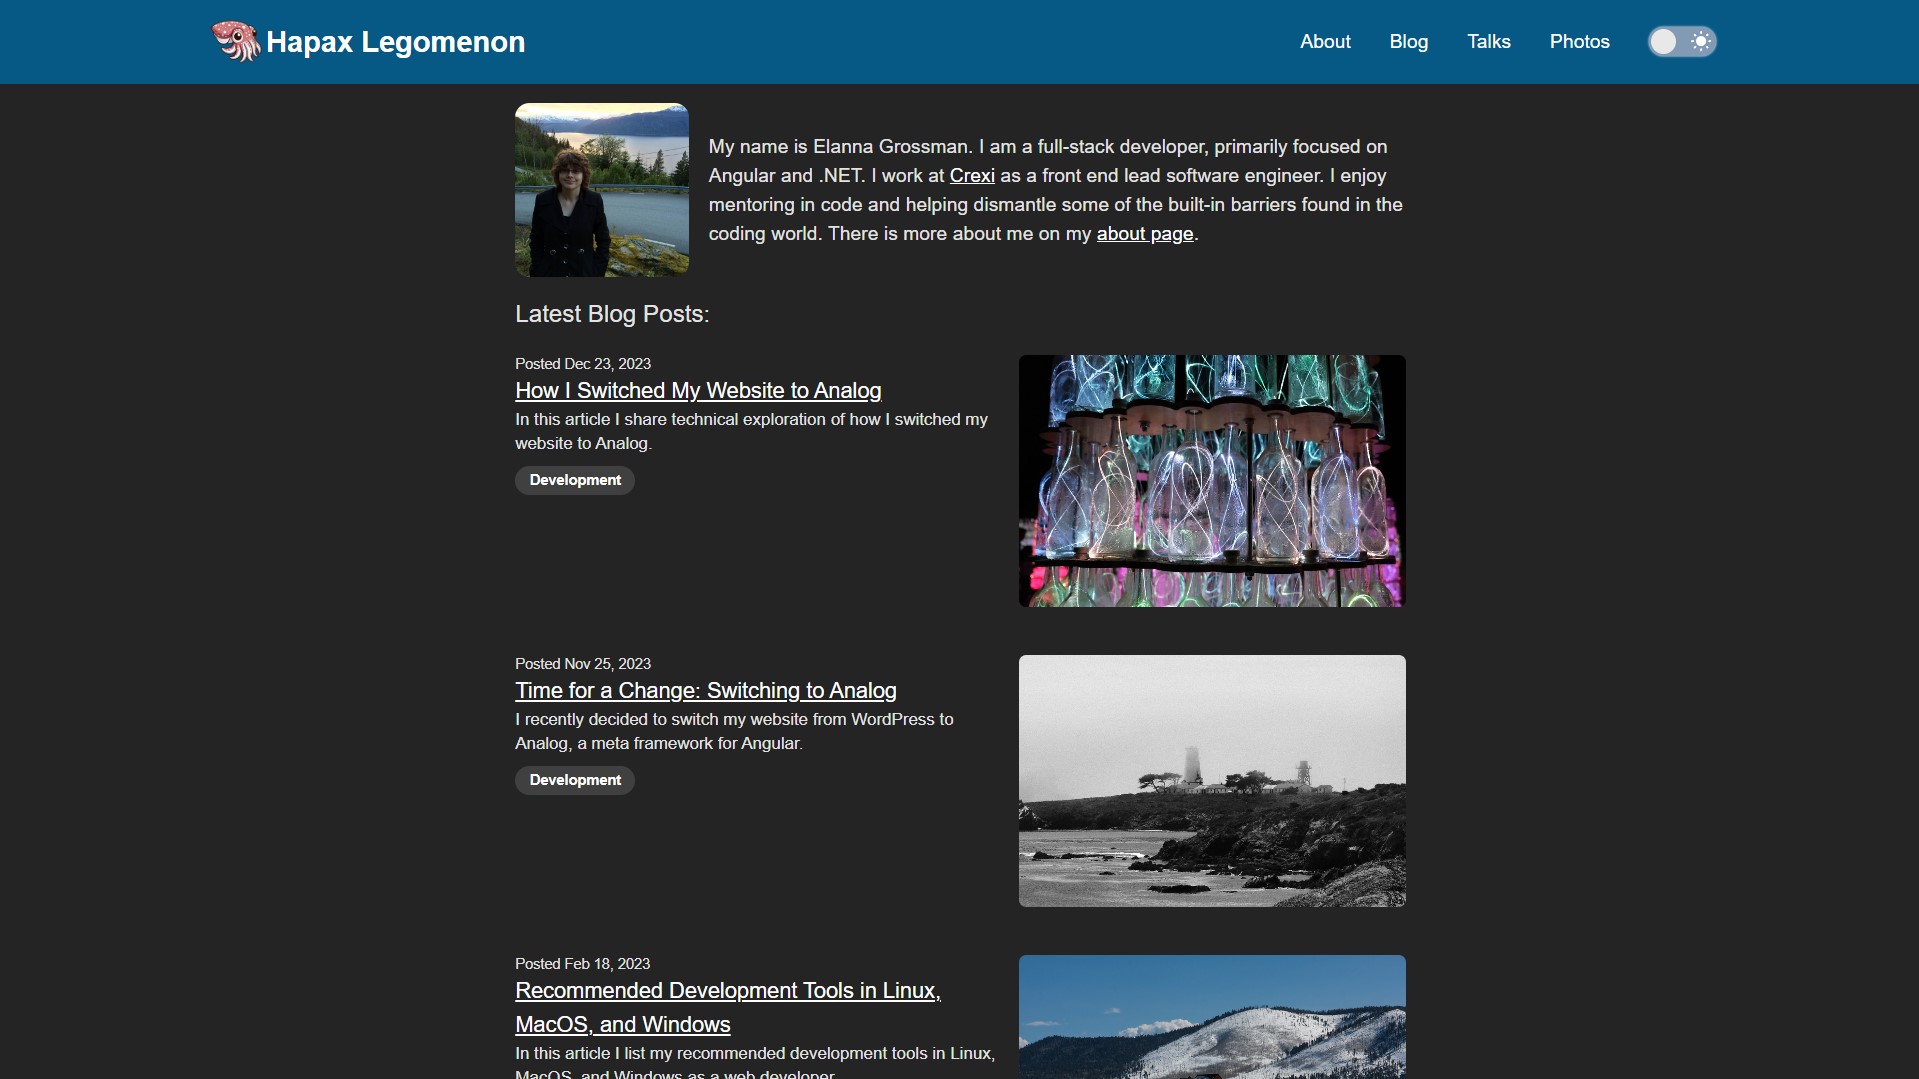 Hapax Legomenon
About Blog Talks Photos
My name is Elanna Grossman. I am a full-stack developer, primarily focused on
Angular and .NET. I work at Crexi as a front end lead software engineer. I enjoy
mentoring in code and helping dismantle some of the built-in barriers found in the
coding world. There is more about me on my about page.
Latest Blog Posts:
Posted Dec 23, 2023
How I Switched My Website to Analog
In this article I share technical exploration of how I switched my
website to Analog.
Development
Posted Nov 25, 2023
Time for a Change: Switching to Analog
I recently decided to switch my website from WordPress to
Analog, a meta framework for Angular.
Development
Posted Feb 18, 2023
Recommended Development Tools in Linux,
MacOS, and Windows
In this article I list my recommended development tools in Linux,
MacOS, and Windows as a web developer.